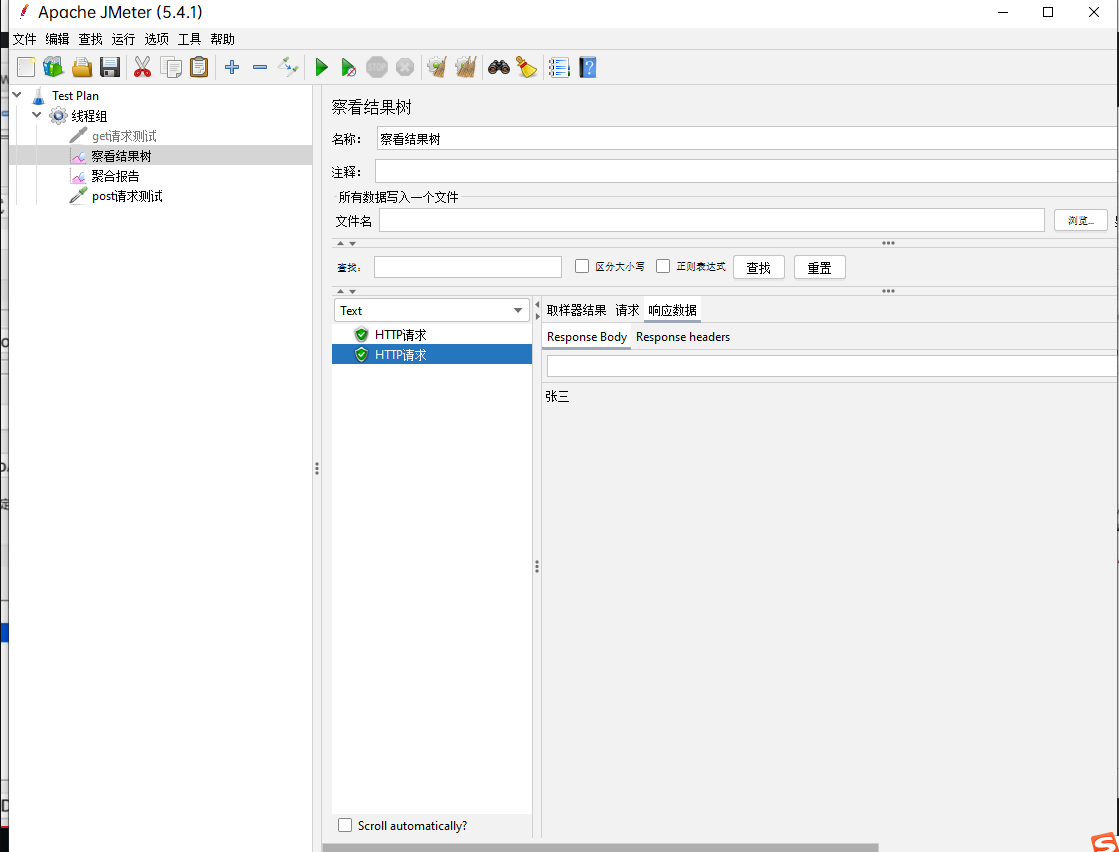 Apache JMeter (5.4.1)
文件 编辑 查找 运行 选项 工具 帮助
STOP
Test Plan
线程组
get请求测试
察看结果树
聚合报告
post请求测试
察看结果树
名称： 察看结果树
注释：
所有数据写入一个文件
文件名 浏览...
查找: 区分大小写 正则表达式 查找 重置
Text
HTTP请求
HTTP请求
取样器结果 请求 响应数据
Response Body Response headers
张三
Scroll automatically?